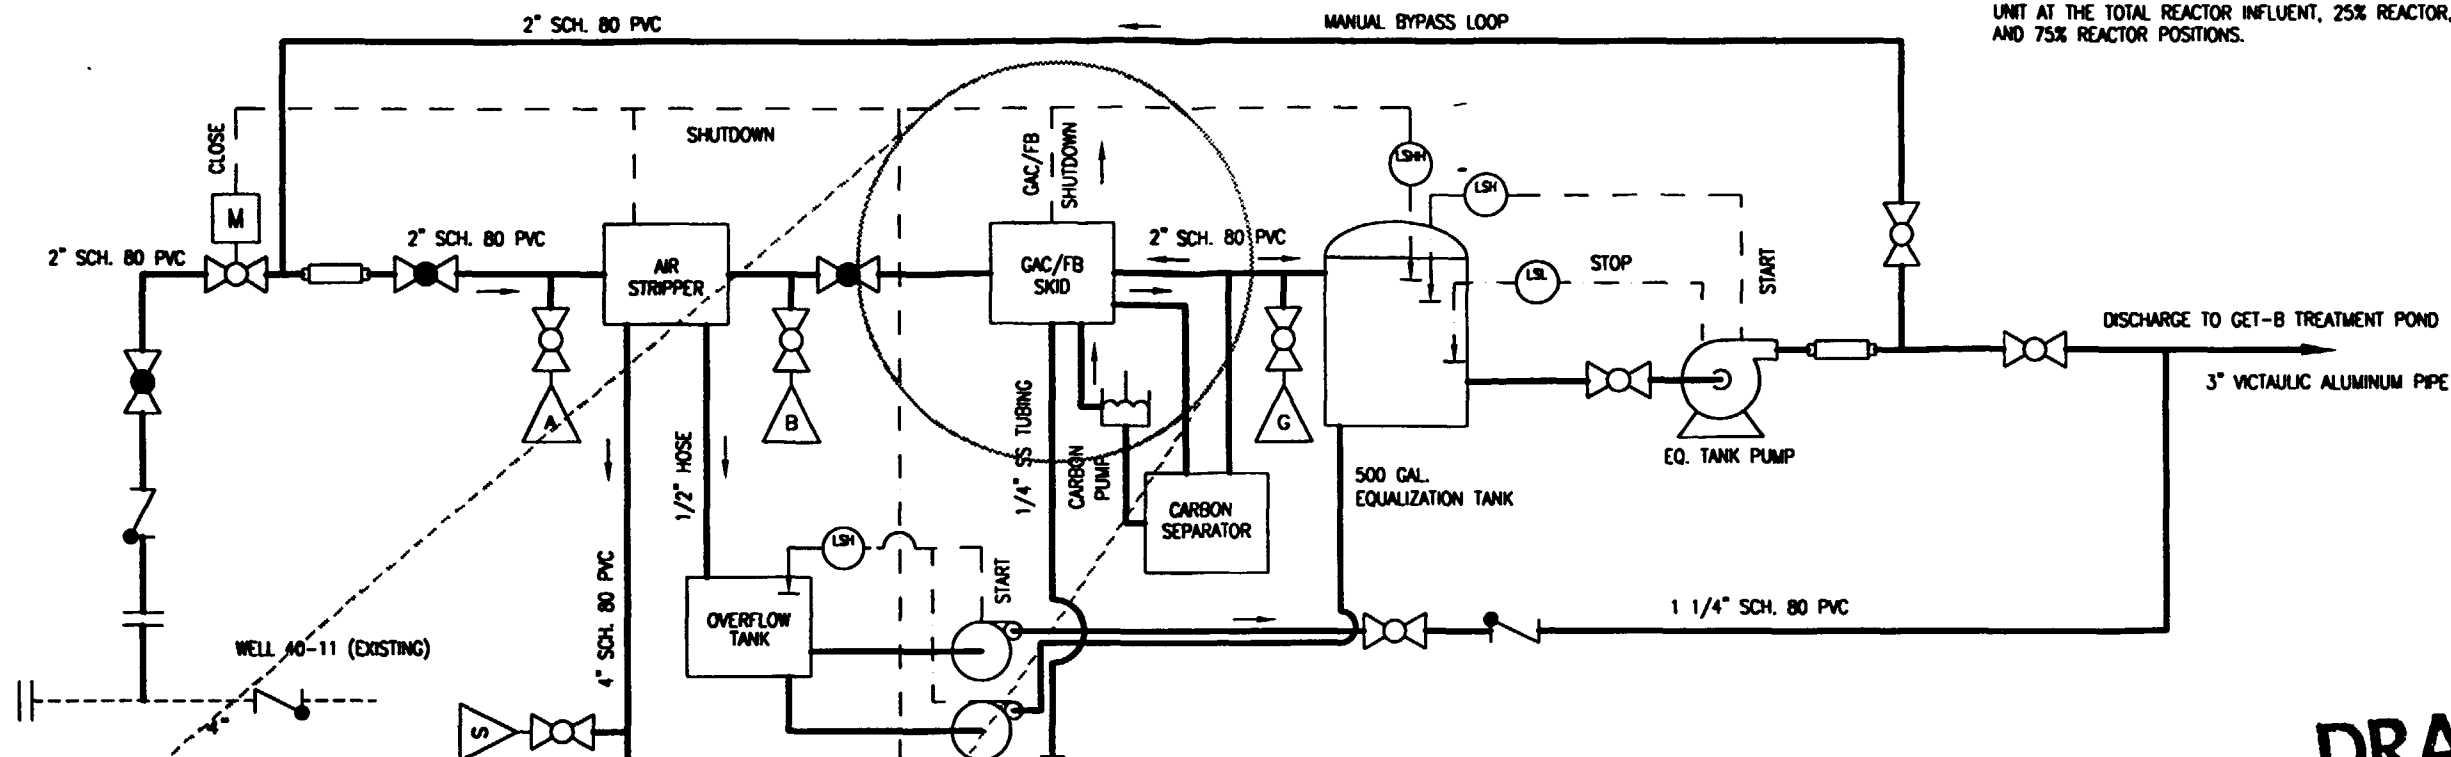 2" SCH. 80 PVC
MANUAL BYPASS LOOP
UNIT AT THE TOTAL REACTOR INFLUENT, 25% REACTOR,
AND 75% REACTOR POSITIONS.
CLOSE
SHUTDOWN
GAC/FB
SHUTDOWN
LSHH
LSH
M
2" SCH. 80 PVC
2" SCH. 80 PVC
AIR
STRIPPER
GAC/FB
SKID
2" SCH. 80 PVC
LSL
STOP
START
DISCHARGE TO GET-B TREATMENT POND
3" VICTAULIC ALUMINUM PIPE
A
B
G
EQ. TANK PUMP
1/2" HOSE
1/4" SS TUBING
CARBON
PUMP
500 GAL.
EQUALIZATION TANK
CARBON
SEPARATOR
LSH
START
4" SCH. 80 PVC
OVERFLOW
TANK
1 1/4" SCH. 80 PVC
WELL 40-11 (EXISTING)
4"
S